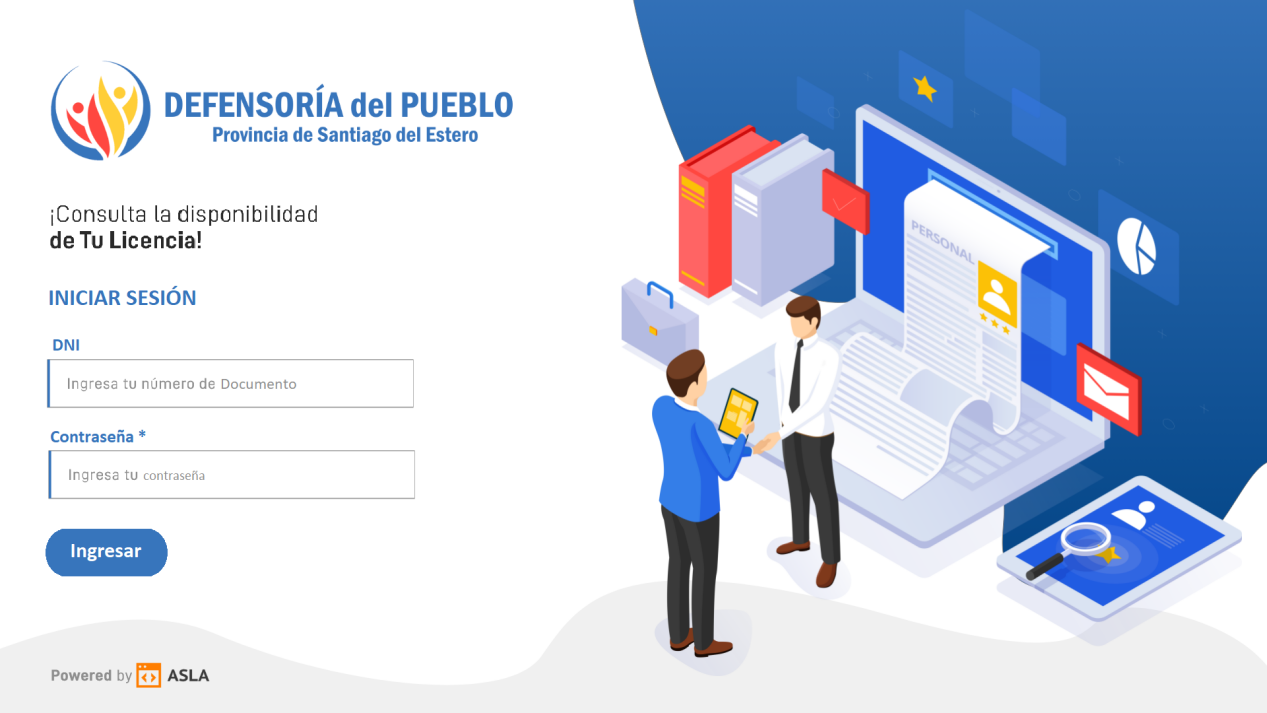 DEFENSORÍA del PUEBLO
Provincia de Santiago del Estero
¡Consulta la disponibilidad
de Tu Licencia!
INICIAR SESIÓN
DNI
Ingresa tu número de Documento
Contraseña *
Ingresa tu contraseña
Ingresar
PERSONAL
Powered by ASLA